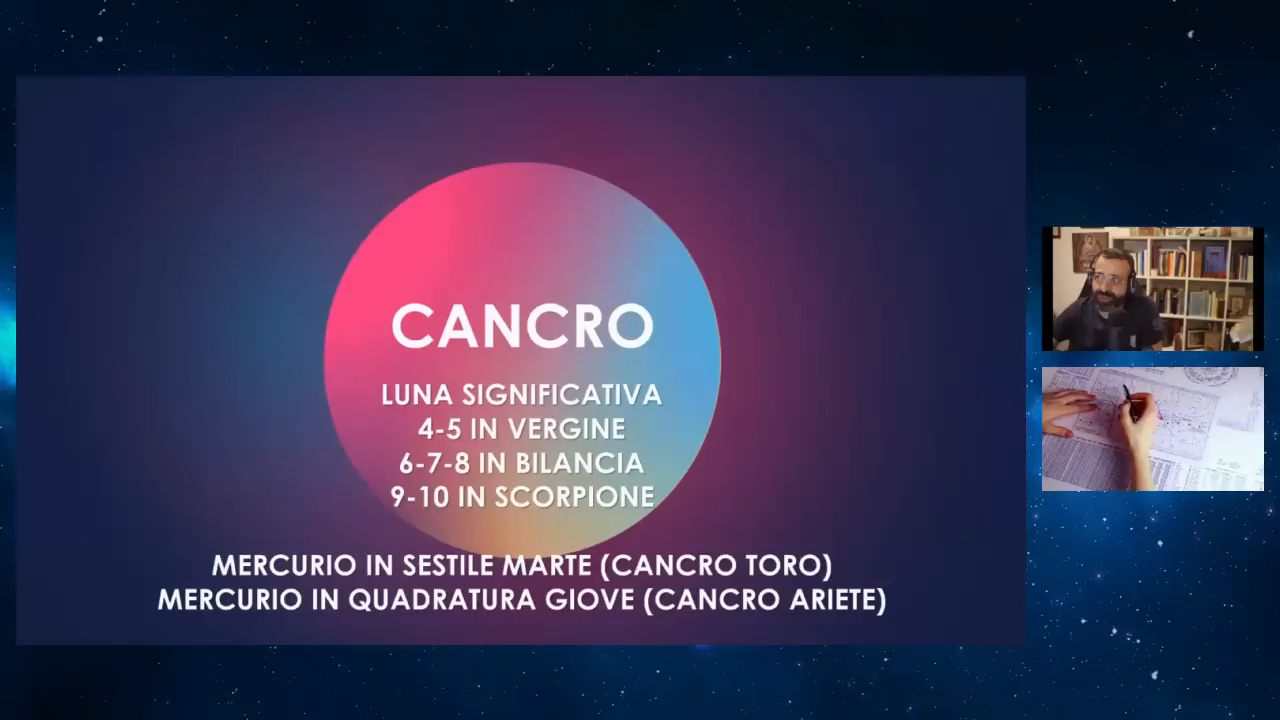 CANCRO
LUNA SIGNIFICATIVA
4-5 IN VERGINE
6-7-8 IN BILANCIA
9-10 IN SCORPIONE
MERCURIO IN SESTILE MARTE (CANCRO TORO)
MERCURIO IN QUADRATURA GIOVE (CANCRO ARIETE)